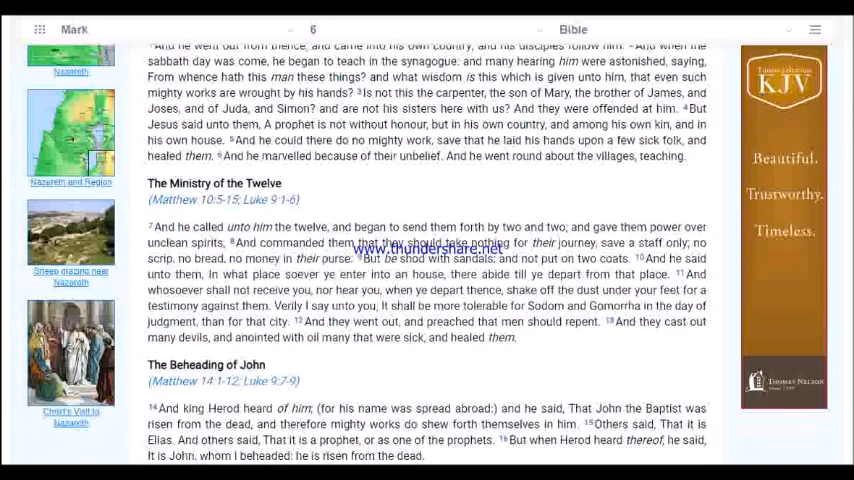 Mark 6 Bible
Nazareth
Nazareth and Region
Sheep grazing near
Nazareth
Christ's Visit to
Nazareth
¹And he went out from thence, and came into his own country; and his disciples follow him. ²And when the
sabbath day was come, he began to teach in the synagogue: and many hearing him were astonished, saying,
From whence hath this man these things? and what wisdom is this which is given unto him, that even such
mighty works are wrought by his hands? ³Is not this the carpenter, the son of Mary, the brother of James, and
Joses, and of Juda, and Simon? and are not his sisters here with us? And they were offended at him. ⁴But
Jesus said unto them, A prophet is not without honour, but in his own country, and among his own kin, and in
his own house. ⁵And he could there do no mighty work, save that he laid his hands upon a few sick folk, and
healed them. ⁶And he marvelled because of their unbelief. And he went round about the villages, teaching.
The Ministry of the Twelve
(Matthew 10:5-15; Luke 9:1-6)
⁷And he called unto him the twelve, and began to send them forth by two and two; and gave them power over
unclean spirits; ⁸And commanded them that they should take nothing for their journey, save a staff only; no
scrip, no bread, no money in their purse: ⁹But be shod with sandals; and not put on two coats. ¹⁰And he said
unto them, In what place soever ye enter into an house, there abide till ye depart from that place. ¹¹And
whosoever shall not receive you, nor hear you, when ye depart thence, shake off the dust under your feet for a
testimony against them. Verily I say unto you, It shall be more tolerable for Sodom and Gomorrha in the day of
judgment, than for that city. ¹²And they went out, and preached that men should repent. ¹³And they cast out
many devils, and anointed with oil many that were sick, and healed them.
The Beheading of John
(Matthew 14:1-12; Luke 9:7-9)
¹⁴And king Herod heard of him; (for his name was spread abroad:) and he said, That John the Baptist was
risen from the dead, and therefore mighty works do shew forth themselves in him. ¹⁵Others said, That it is
Elias. And others said, That it is a prophet, or as one of the prophets. ¹⁶But when Herod heard thereof, he said,
It is John, whom I beheaded: he is risen from the dead.
www.thundershare.net
THOMAS NELSON
KJV
Beautiful.
Trustworthy.
Timeless.
THOMAS NELSON